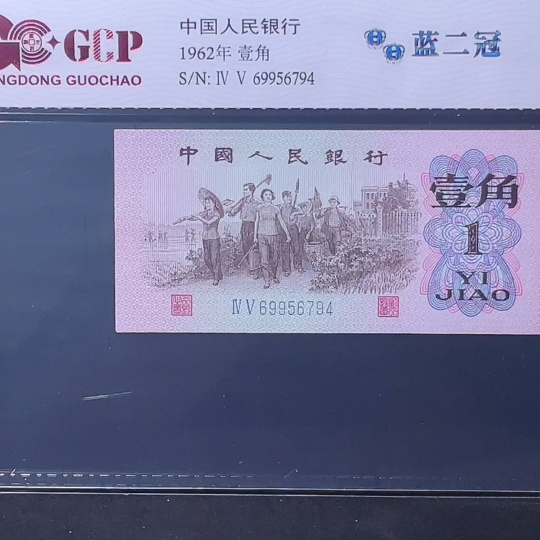 GCP
NGDONG GUOCHAO
中国人民银行
1962年 壹角
S/N: Ⅳ Ⅴ 69956794
蓝二冠
中國人民銀行
壹角
1
YI
JIAO
Ⅳ Ⅴ 69956794